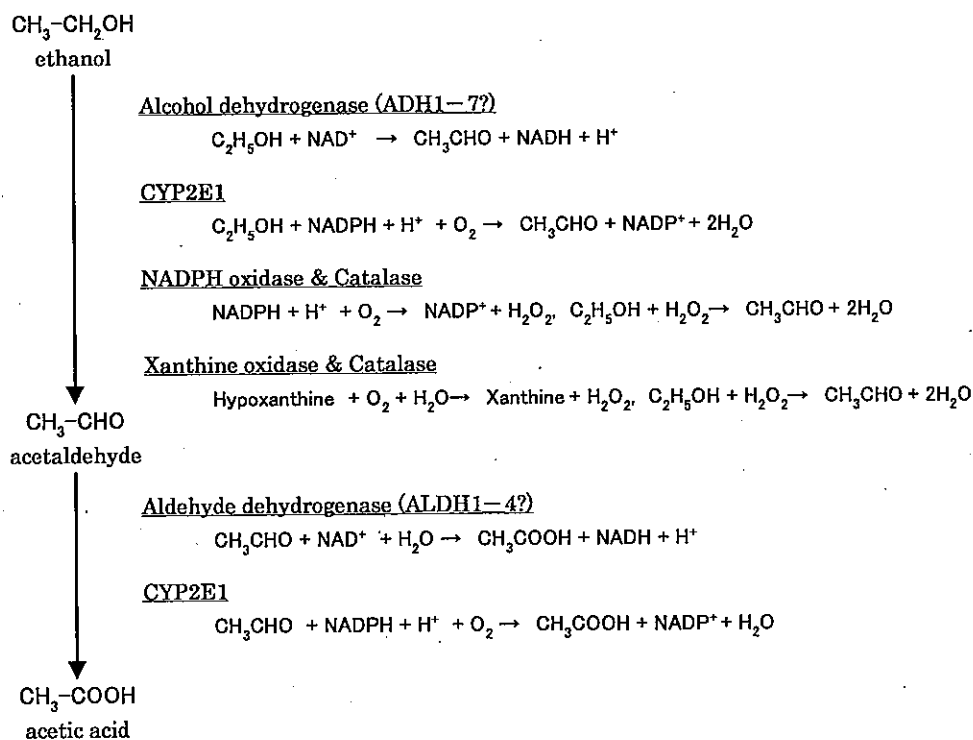 CH₃-CH₂OH
ethanol
Alcohol dehydrogenase (ADH1－7?)
C₂H₅OH + NAD⁺ → CH₃CHO + NADH + H⁺
CYP2E1
C₂H₅OH + NADPH + H⁺ + O₂ → CH₃CHO + NADP⁺ + 2H₂O
NADPH oxidase & Catalase
NADPH + H⁺ + O₂ → NADP⁺ + H₂O₂, C₂H₅OH + H₂O₂ → CH₃CHO + 2H₂O
Xanthine oxidase & Catalase
Hypoxanthine + O₂ + H₂O → Xanthine + H₂O₂, C₂H₅OH + H₂O₂ → CH₃CHO + 2H₂O
CH₃-CHO
acetaldehyde
Aldehyde dehydrogenase (ALDH1－4?)
CH₃CHO + NAD⁺ + H₂O → CH₃COOH + NADH + H⁺
CYP2E1
CH₃CHO + NADPH + H⁺ + O₂ → CH₃COOH + NADP⁺ + H₂O
CH₃-COOH
acetic acid